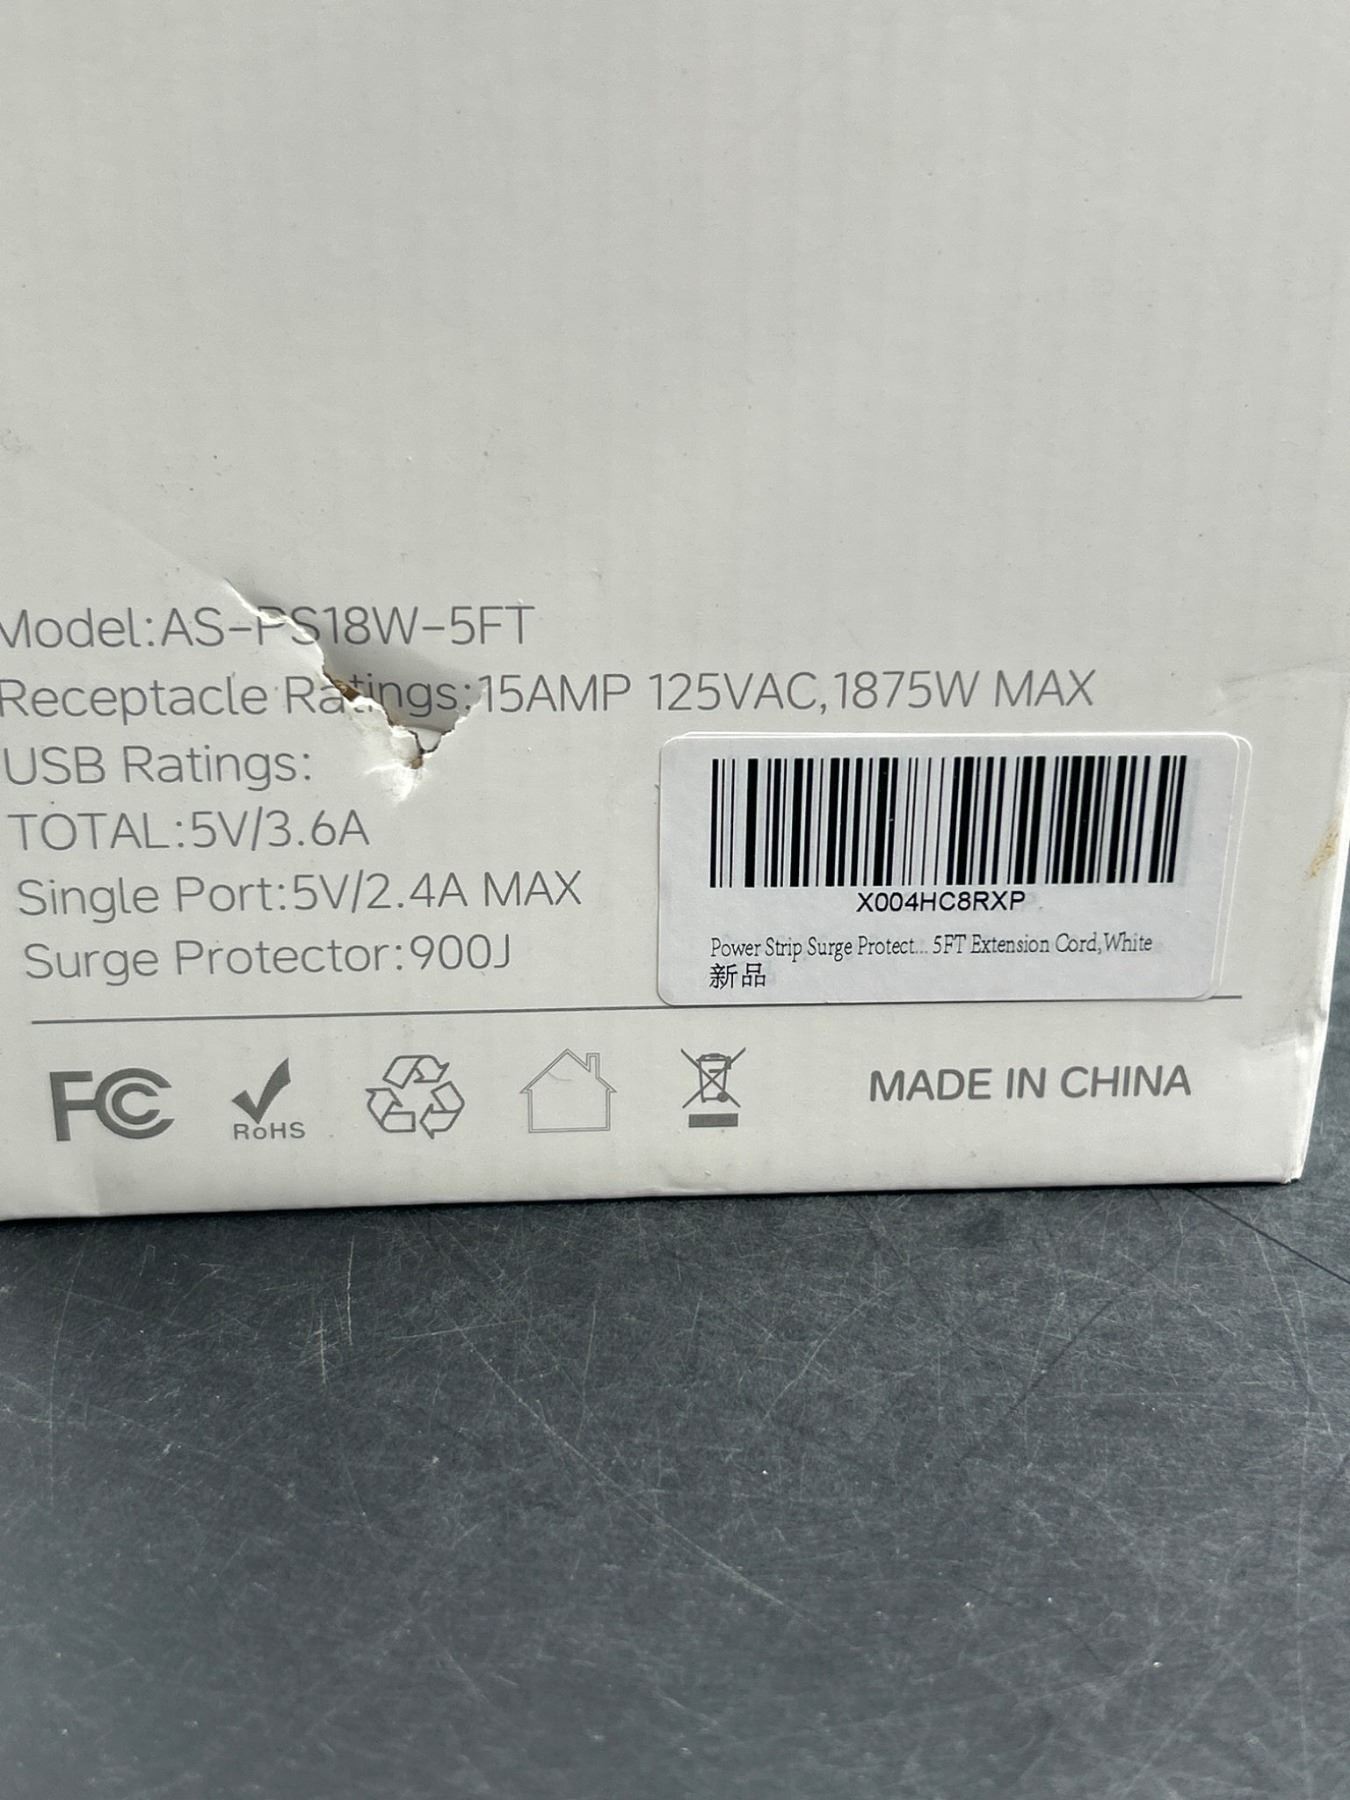 Model:AS-PS18W-5FT
Receptacle Ratings:15AMP 125VAC,1875W MAX
USB Ratings:
TOTAL:5V/3.6A
Single Port:5V/2.4A MAX
Surge Protector:900J
X004HC8RXP
Power Strip Surge Protect... 5FT Extension Cord,White
新品
FC
RoHS
MADE IN CHINA